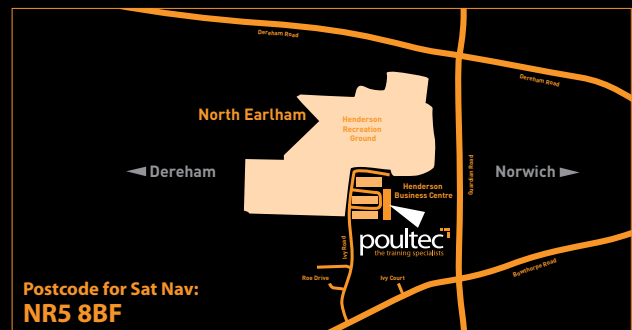 Dereham Road
Dereham Road
North Earlham
Henderson
Recreation
Ground
Guardian Road
Dereham
Norwich
Henderson
Business Centre
poultec
the training specialists
Ivy Road
Bowthorpe Road
Roe Drive
Ivy Court
Postcode for Sat Nav:
NR5 8BF